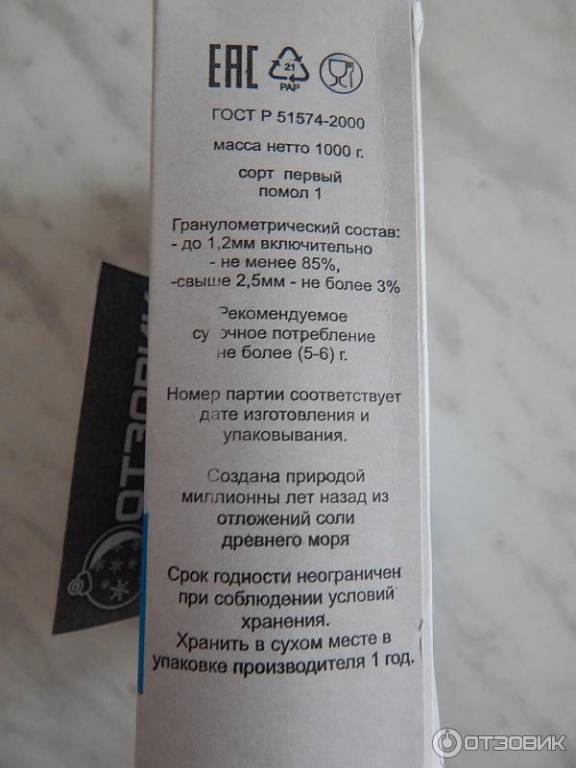 ЕАС
21
PAP
ГОСТ Р 51574-2000
масса нетто 1000 г.
сорт первый
помол 1
Гранулометрический состав:
- до 1,2мм включительно
- не менее 85%,
-свыше 2,5мм - не более 3%
Рекомендуемое
суточное потребление
не более (5-6) г.
Номер партии соответствует
дате изготовления и
упаковывания.
Создана природой
миллионны лет назад из
отложений соли
древнего моря
Срок годности неограничен
при соблюдении условий
хранения.
Хранить в сухом месте в
упаковке производителя 1 год.
ОТЗОВИК
ОТЗОВИК